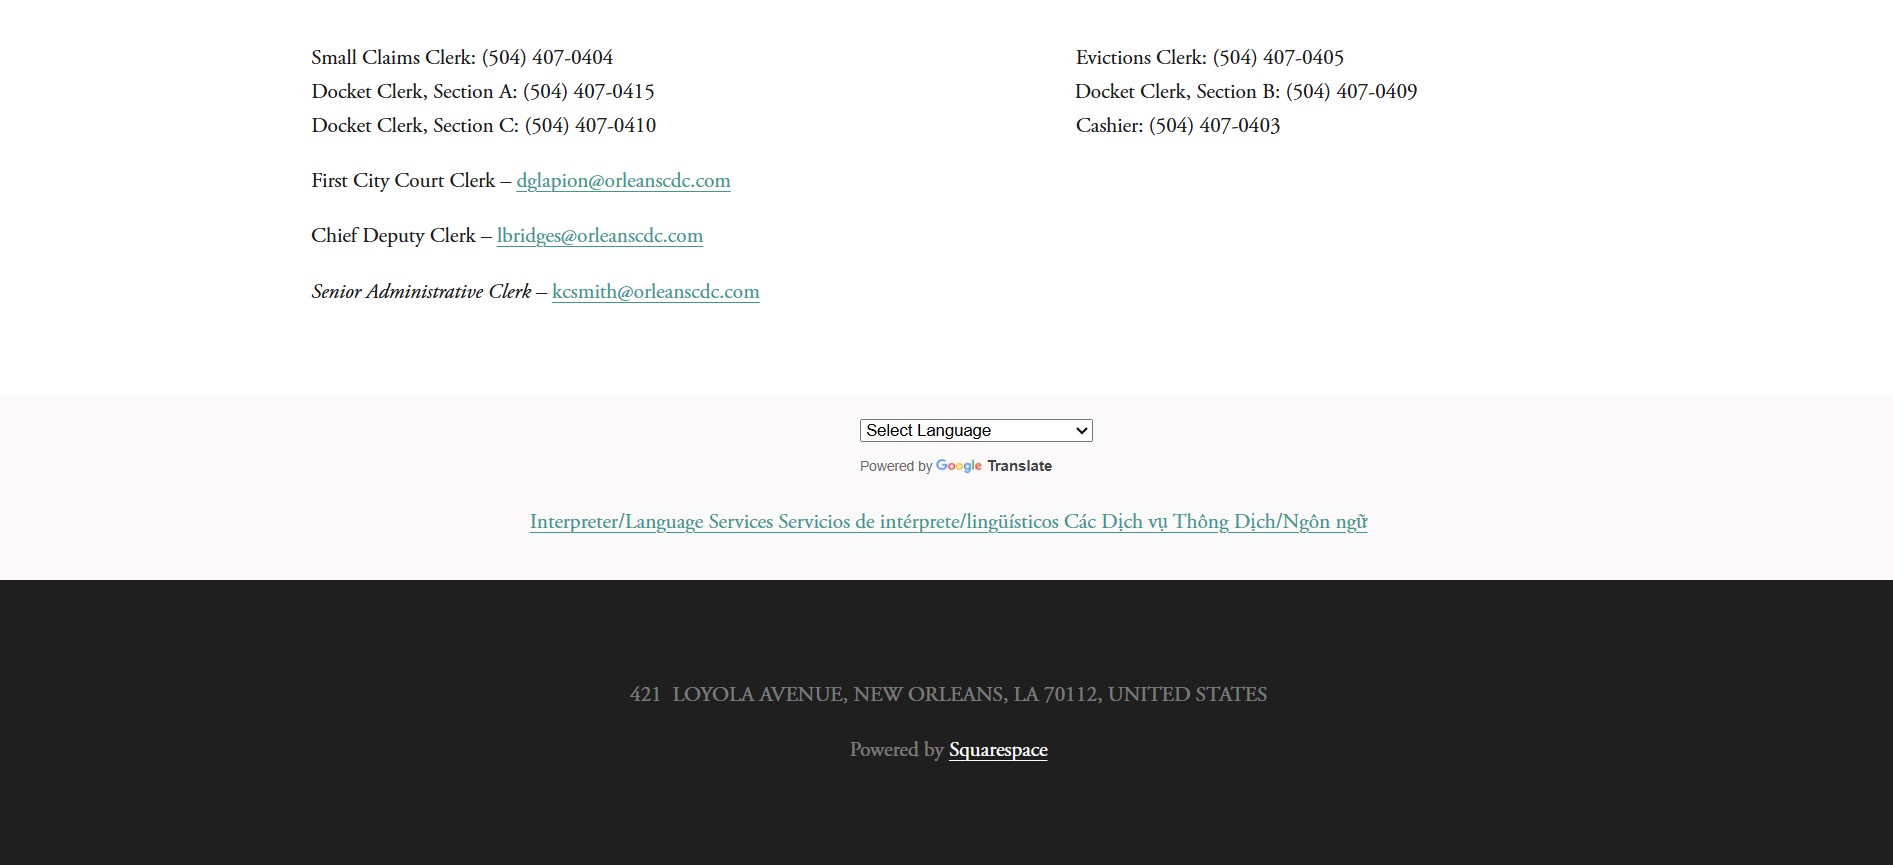 Small Claims Clerk: (504) 407-0404
Docket Clerk, Section A: (504) 407-0415
Docket Clerk, Section C: (504) 407-0410
Evictions Clerk: (504) 407-0405
Docket Clerk, Section B: (504) 407-0409
Cashier: (504) 407-0403
First City Court Clerk – dglapion@orleanscdc.com
Chief Deputy Clerk – lbridges@orleanscdc.com
Senior Administrative Clerk – kcsmith@orleanscdc.com
Select Language
Powered by Google Translate
Interpreter/Language Services Servicios de intérprete/lingüísticos Các Dịch vụ Thông Dịch/Ngôn ngữ
421 LOYOLA AVENUE, NEW ORLEANS, LA 70112, UNITED STATES
Powered by Squarespace